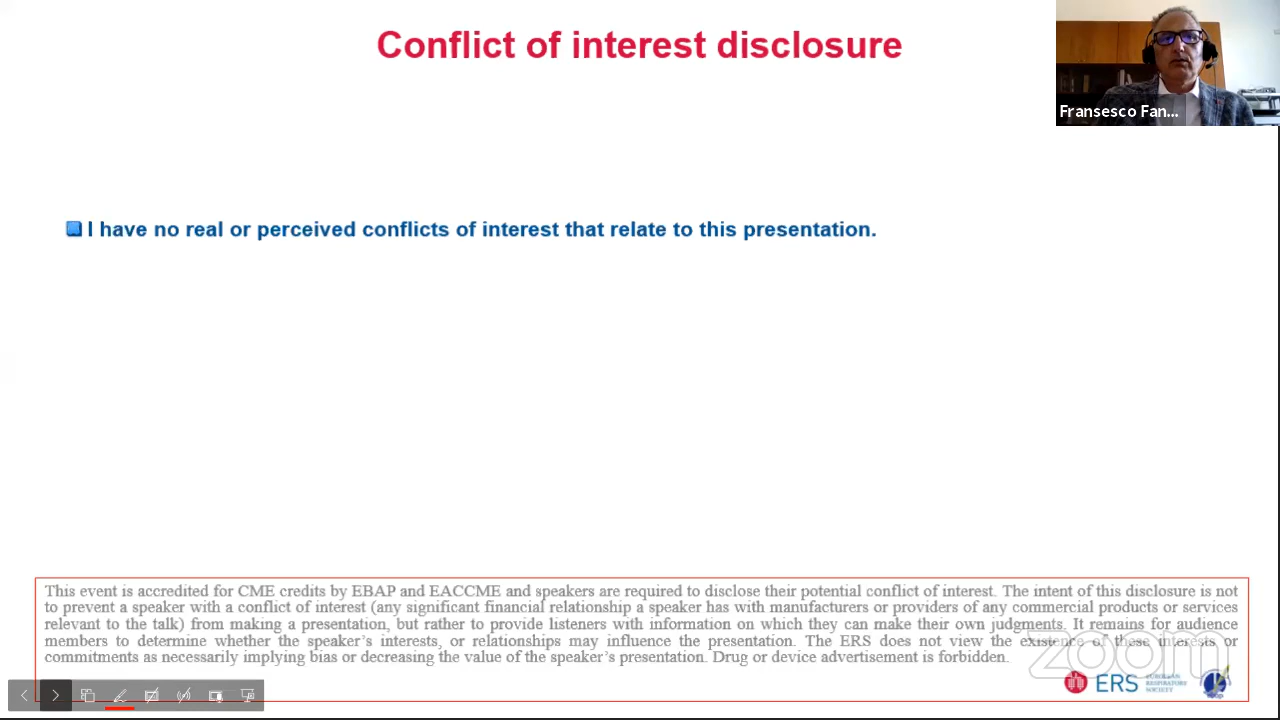 Conflict of interest disclosure
Fransesco Fan...
I have no real or perceived conflicts of interest that relate to this presentation.
This event is accredited for CME credits by EBAP and EACCME and speakers are required to disclose their potential conflict of interest. The intent of this disclosure is not
to prevent a speaker with a conflict of interest (any significant financial relationship a speaker has with manufacturers or providers of any commercial products or services
relevant to the talk) from making a presentation, but rather to provide listeners with information on which they can make their own judgments. It remains for audience
members to determine whether the speaker's interests, or relationships may influence the presentation. The ERS does not view the existence of these interests or
commitments as necessarily implying bias or decreasing the value of the speaker's presentation. Drug or device advertisement is forbidden.
zoom
ERS
EUROPEAN
RESPIRATORY
SOCIETY